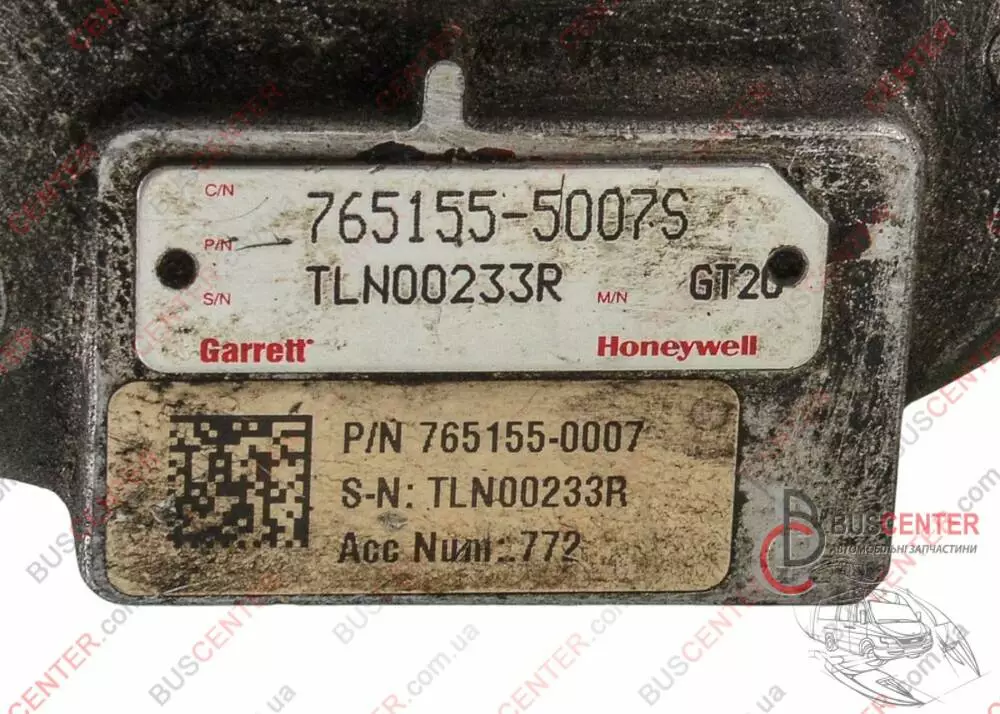 C/N
765155-5007S
P/N
S/N TLN00233R M/N GT20
Garrett Honeywell
P/N 765155-0007
S-N: TLN00233R
Acc Num: 772
BUSCENTER
АВТОМОБІЛЬНІ ЗАПЧАСТИНИ
BUSCENTER.com.ua